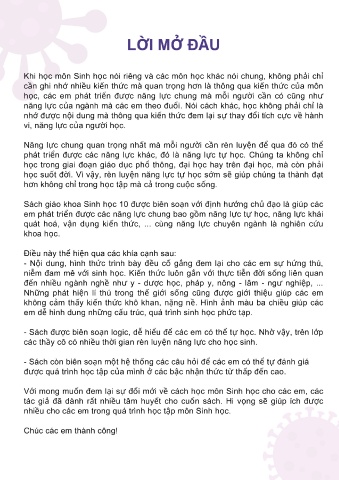 LỜI MỞ ĐẦU
Khi học môn Sinh học nói riêng và các môn học khác nói chung, không phải chỉ
cần ghi nhớ nhiều kiến thức mà quan trọng hơn là thông qua kiến thức của môn
học, các em phát triển được năng lực chung mà mỗi người cần có cũng như
năng lực của ngành mà các em theo đuổi. Nói cách khác, học không phải chỉ là
nhớ được nội dung mà thông qua kiến thức đem lại sự thay đổi tích cực về hành
vi, năng lực của người học.
Năng lực chung quan trọng nhất mà mỗi người cần rèn luyện để qua đó có thể
phát triển được các năng lực khác, đó là năng lực tự học. Chúng ta không chỉ
học trong giai đoạn giáo dục phổ thông, đại học hay trên đại học, mà còn phải
học suốt đời. Vì vậy, rèn luyện năng lực tự học sớm sẽ giúp chúng ta thành đạt
hơn không chỉ trong học tập mà cả trong cuộc sống.
Sách giáo khoa Sinh học 10 được biên soạn với định hướng chủ đạo là giúp các
em phát triển được các năng lực chung bao gồm năng lực tự học, năng lực khái
quát hoá, vận dụng kiến thức, ... cùng năng lực chuyên ngành là nghiên cứu
khoa học.
Điều này thể hiện qua các khía cạnh sau:
- Nội dung, hình thức trình bày đều cố gắng đem lại cho các em sự hứng thú,
niềm đam mê với sinh học. Kiến thức luôn gắn với thực tiễn đời sống liên quan
đến nhiều ngành nghề như y - dược học, pháp y, nông - lâm - ngư nghiệp, ...
Những phát hiện lí thú trong thế giới sống cũng được giới thiệu giúp các em
không cảm thấy kiến thức khô khan, nặng nề. Hình ảnh màu ba chiều giúp các
em dễ hình dung những cấu trúc, quá trình sinh học phức tạp.
- Sách được biên soạn logic, dễ hiểu để các em có thể tự học. Nhờ vậy, trên lớp
các thầy cô có nhiều thời gian rèn luyện năng lực cho học sinh.
- Sách còn biên soạn một hệ thống các câu hỏi để các em có thể tự đánh giá
được quá trình học tập của mình ở các bậc nhận thức từ thấp đến cao.
Với mong muốn đem lại sự đổi mới về cách học môn Sinh học cho các em, các
tác giả đã dành rất nhiều tâm huyết cho cuốn sách. Hi vọng sẽ giúp ích được
nhiều cho các em trong quá trình học tập môn Sinh học.
Chúc các em thành công!